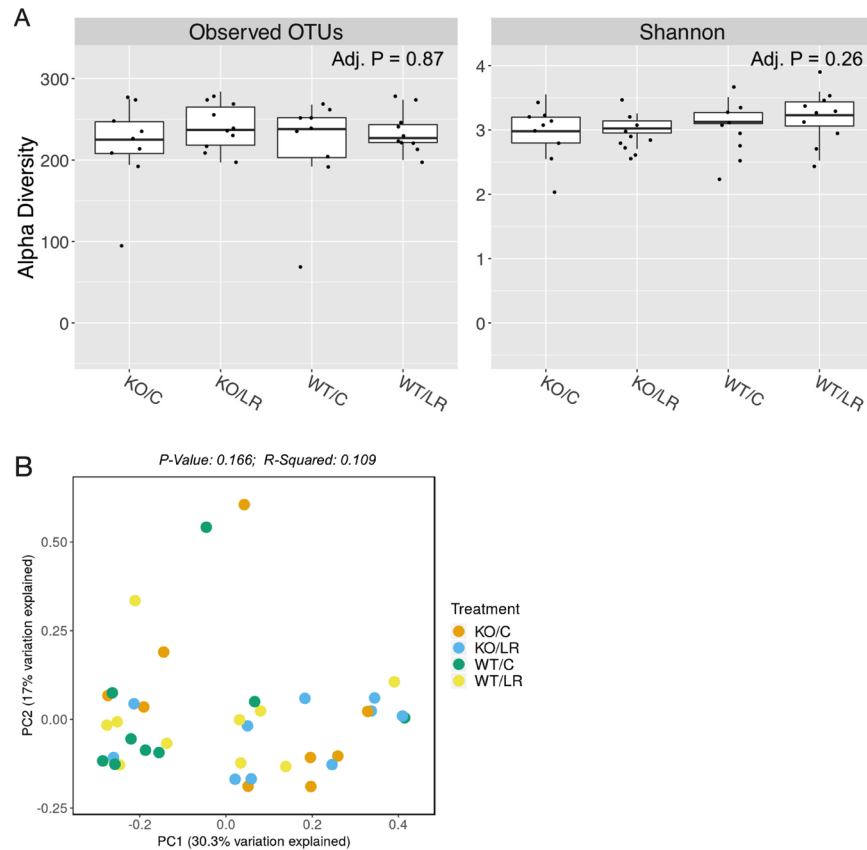 A
Observed OTUs
Shannon
Adj. P = 0.87
Adj. P = 0.26
Alpha Diversity
300
200
100
0
4
3
2
1
0
KO/C
KO/LR
WT/C
WT/LR
KO/C
KO/LR
WT/C
WT/LR
B
P-Value: 0.166; R-Squared: 0.109
PC2 (17% variation explained)
0.50
0.25
0.00
-0.25
-0.2
0.0
0.2
0.4
PC1 (30.3% variation explained)
Treatment
KO/C
KO/LR
WT/C
WT/LR